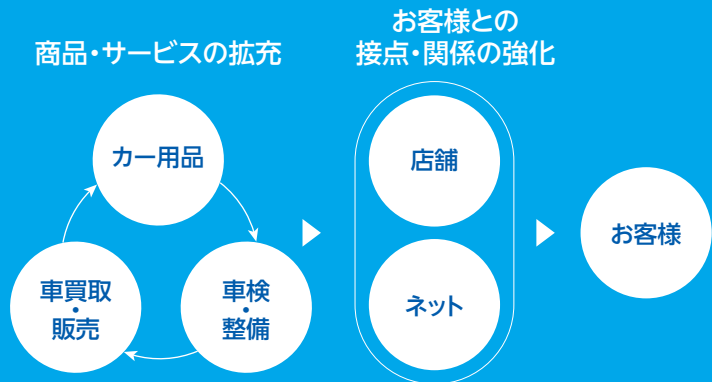 商品・サービスの拡充
お客様との
接点・関係の強化
カー用品
車買取
・
販売
車検
・
整備
店舗
ネット
お客様